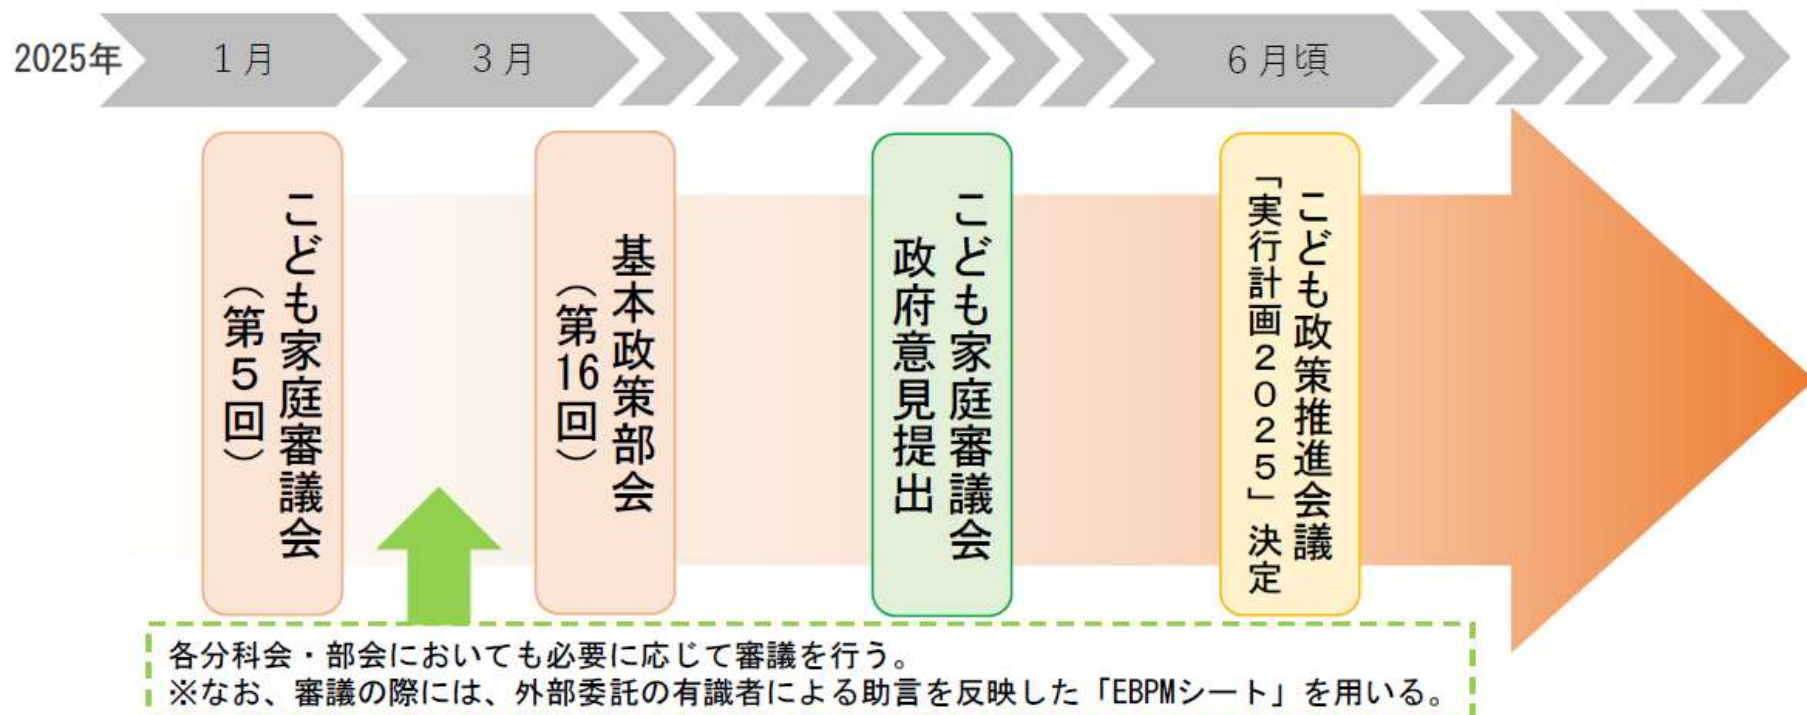 2025年
１月
３月
６月頃
こども家庭審議会
（第５回）
基本政策部会
（第16回）
こども家庭審議会
政府意見提出
こども政策推進会議
「実行計画２０２５」決定
各分科会・部会においても必要に応じて審議を行う。
※なお、審議の際には、外部委託の有識者による助言を反映した「EBPMシート」を用いる。